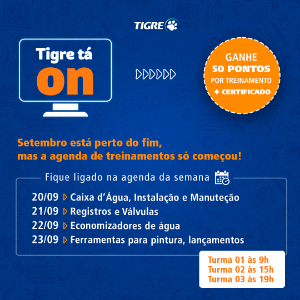 TIGRE
Tigre tá
on
GANHE
50 PONTOS
POR TREINAMENTO
+ CERTIFICADO
Setembro está perto do fim,
mas a agenda de treinamentos só começou!
Fique ligado na agenda da semana
20/09 > Caixa d'Água, Instalação e Manuteção
21/09 > Registros e Válvulas
22/09 > Economizadores de água
23/09 > Ferramentas para pintura, lançamentos
Turma 01 às 9h
Turma 02 às 15h
Turma 03 às 19h